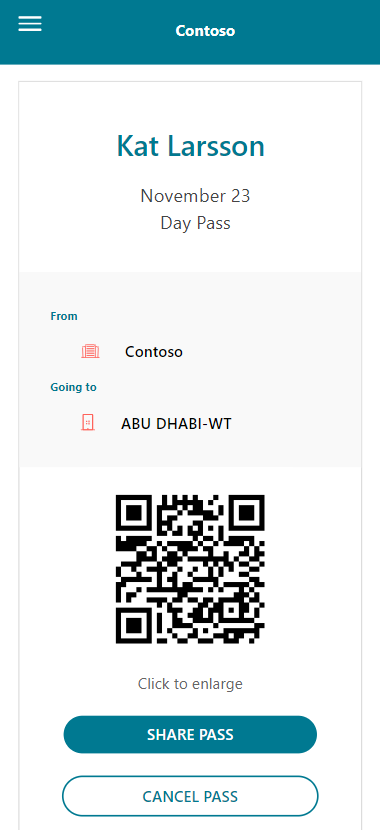 Contoso
Kat Larsson
November 23
Day Pass
From
Contoso
Going to
ABU DHABI-WT
Click to enlarge
SHARE PASS
CANCEL PASS